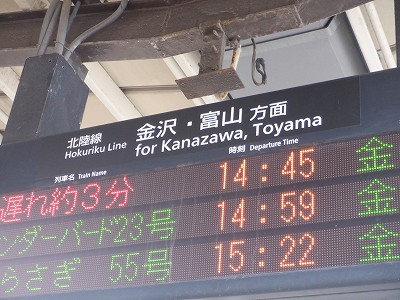 北陸線 金沢・富山 方面
Hokuriku Line for Kanazawa, Toyama
列車名 Train Name 時刻 Departure Time
遅れ約3分 14:45 金
ンダーバード23号 14:59 金
らさぎ 55号 15:22 金